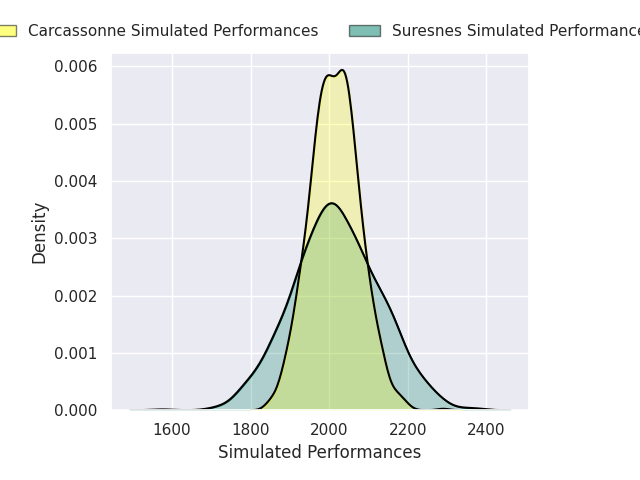 Carcassonne Simulated Performances
Suresnes Simulated
0.006
0.005
0.004
0.003
0.002
0.001
0.000
Density
1600 1800 2000 2200 2400
Simulated Performances